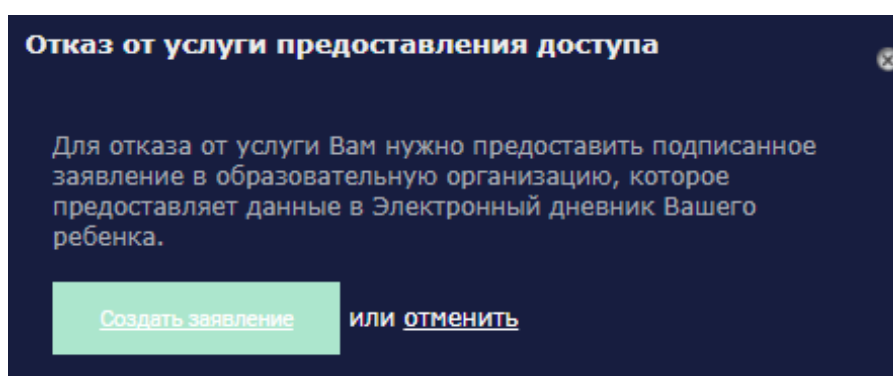 Отказ от услуги предоставления доступа
Для отказа от услуги Вам нужно предоставить подписанное
заявление в образовательную организацию, которое
предоставляет данные в Электронный дневник Вашего
ребенка.
Создать заявление или отменить